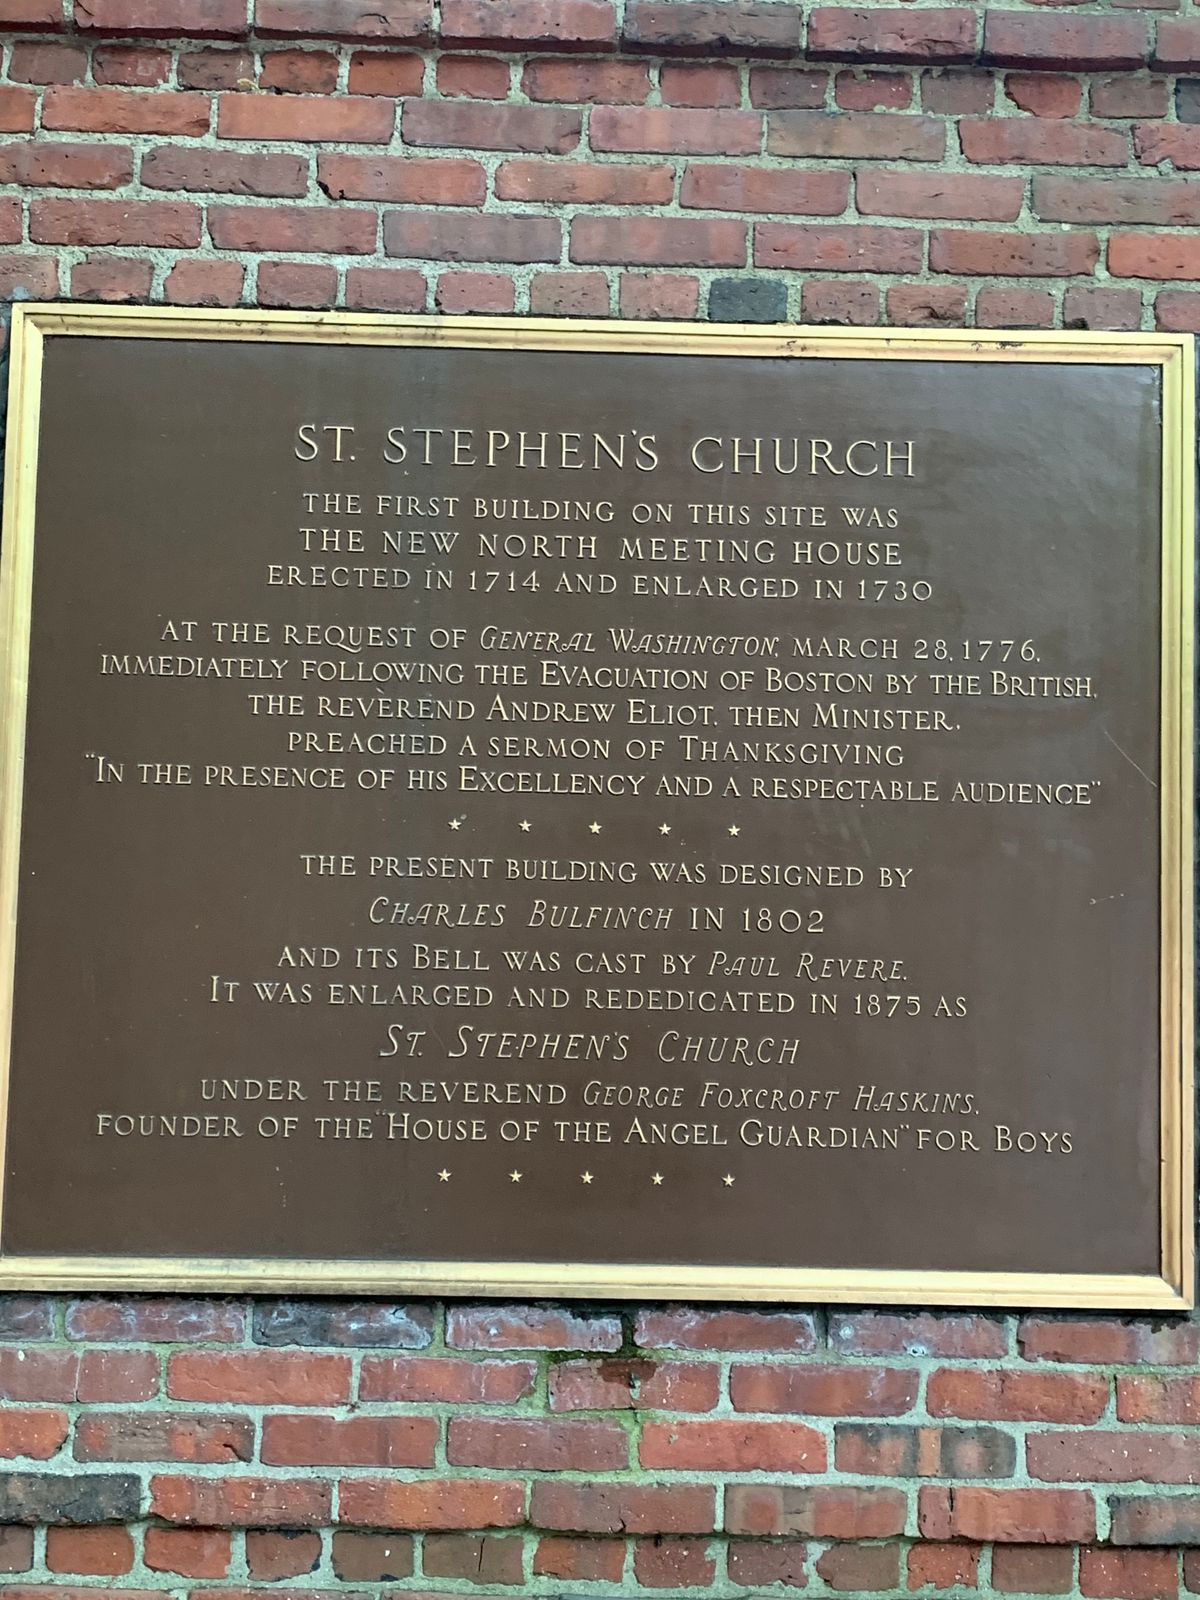 ST. STEPHEN'S CHURCH
THE FIRST BUILDING ON THIS SITE WAS
THE NEW NORTH MEETING HOUSE
ERECTED IN 1714 AND ENLARGED IN 1730
AT THE REQUEST OF GENERAL WASHINGTON, MARCH 28, 1776,
IMMEDIATELY FOLLOWING THE EVACUATION OF BOSTON BY THE BRITISH,
THE REVEREND ANDREW ELIOT, THEN MINISTER,
PREACHED A SERMON OF THANKSGIVING
"IN THE PRESENCE OF HIS EXCELLENCY AND A RESPECTABLE AUDIENCE"
★ ★ ★ ★ ★
THE PRESENT BUILDING WAS DESIGNED BY
CHARLES BULFINCH IN 1802
AND ITS BELL WAS CAST BY PAUL REVERE.
IT WAS ENLARGED AND REDEDICATED IN 1875 AS
ST. STEPHEN'S CHURCH
UNDER THE REVEREND GEORGE FOXCROFT HASKINS,
FOUNDER OF THE "HOUSE OF THE ANGEL GUARDIAN" FOR BOYS
★ ★ ★ ★ ★